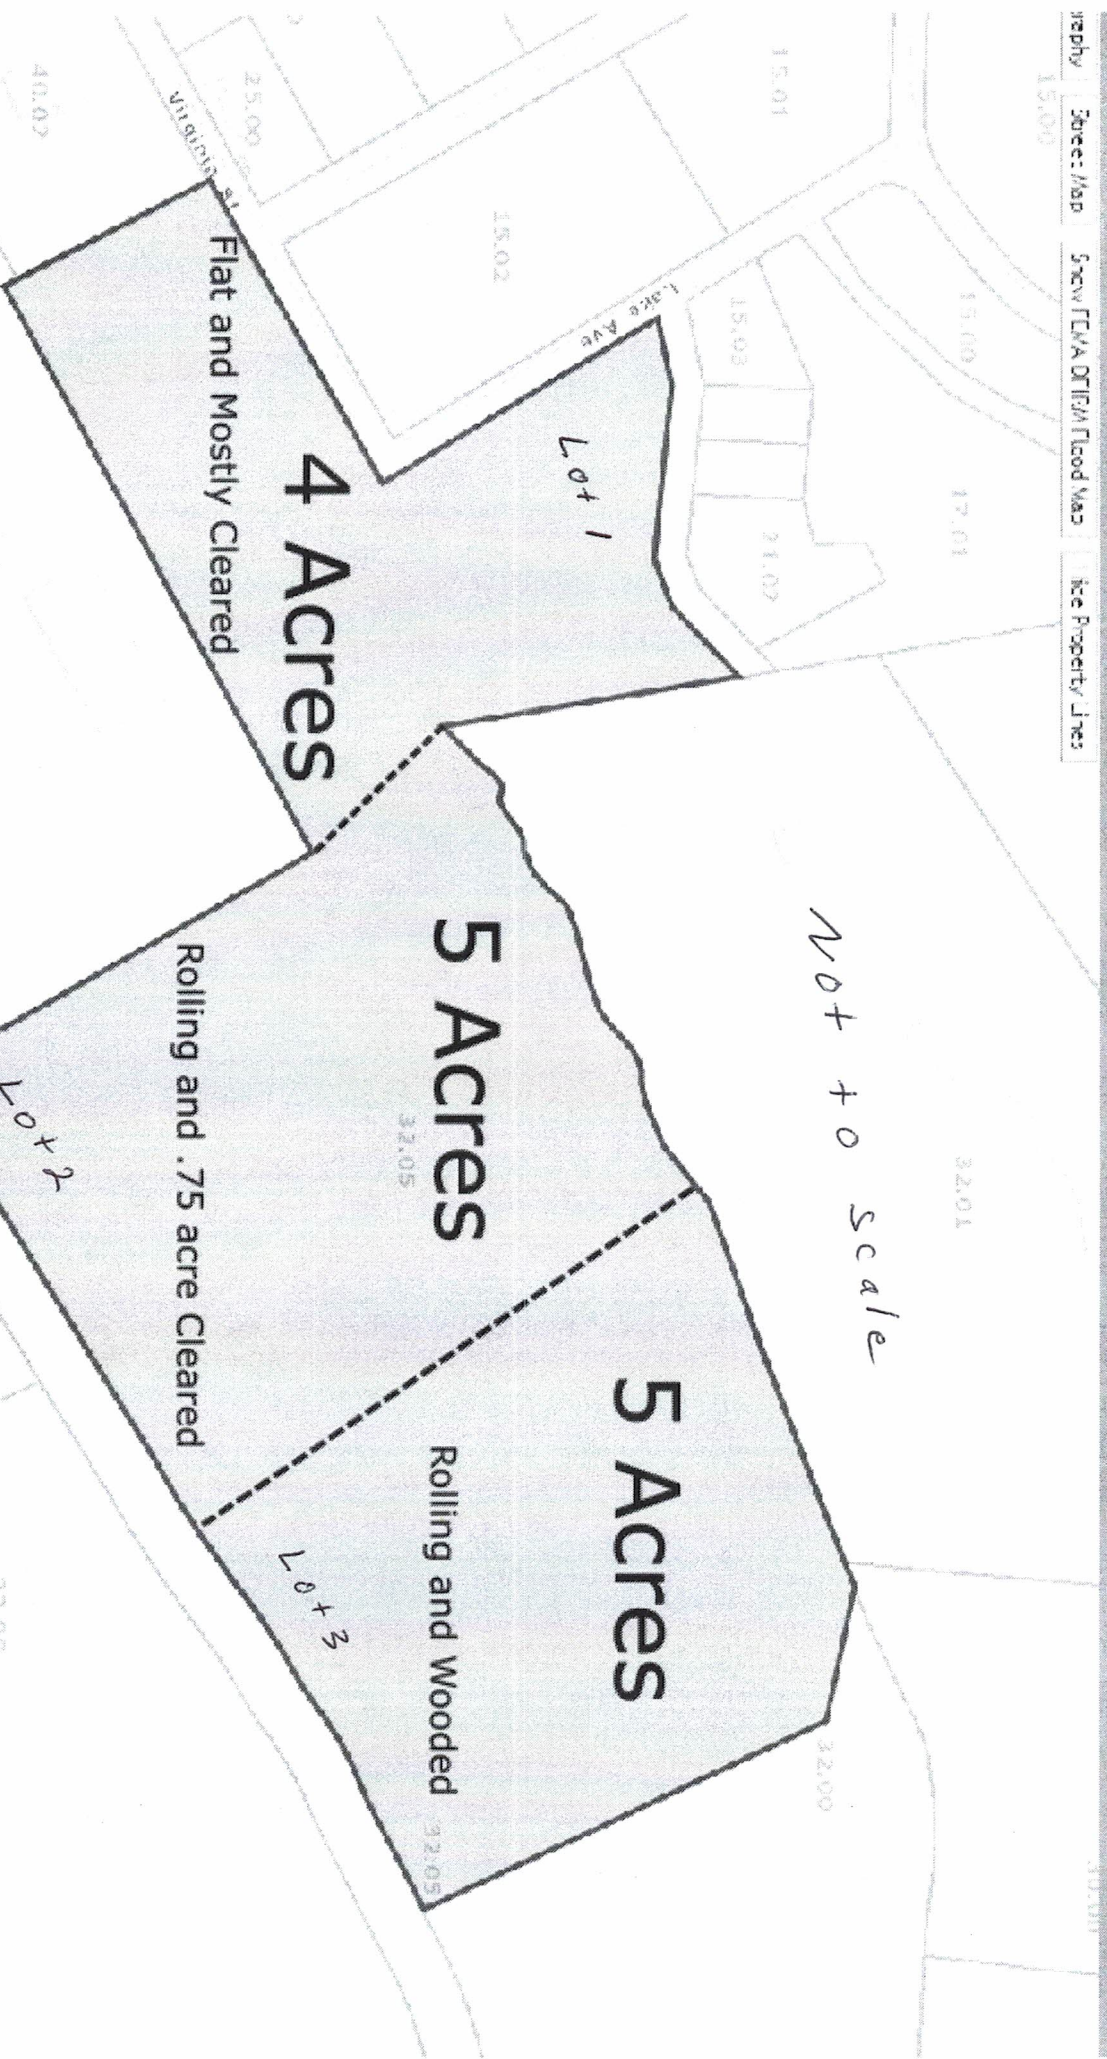 Street Map
Show FEMA DFIRM Flood Map
Property Lines
15.00
15.01
15.00
17.01
15.03
21.02
15.02
25.00
40.02
Lake Ave
Lot 1
4 Acres
Flat and Mostly Cleared
Not to scale
32.01
5 Acres
32.05
Rolling and .75 acre Cleared
Lot 2
5 Acres
Rolling and Wooded
Lot 3
32.00
32.05